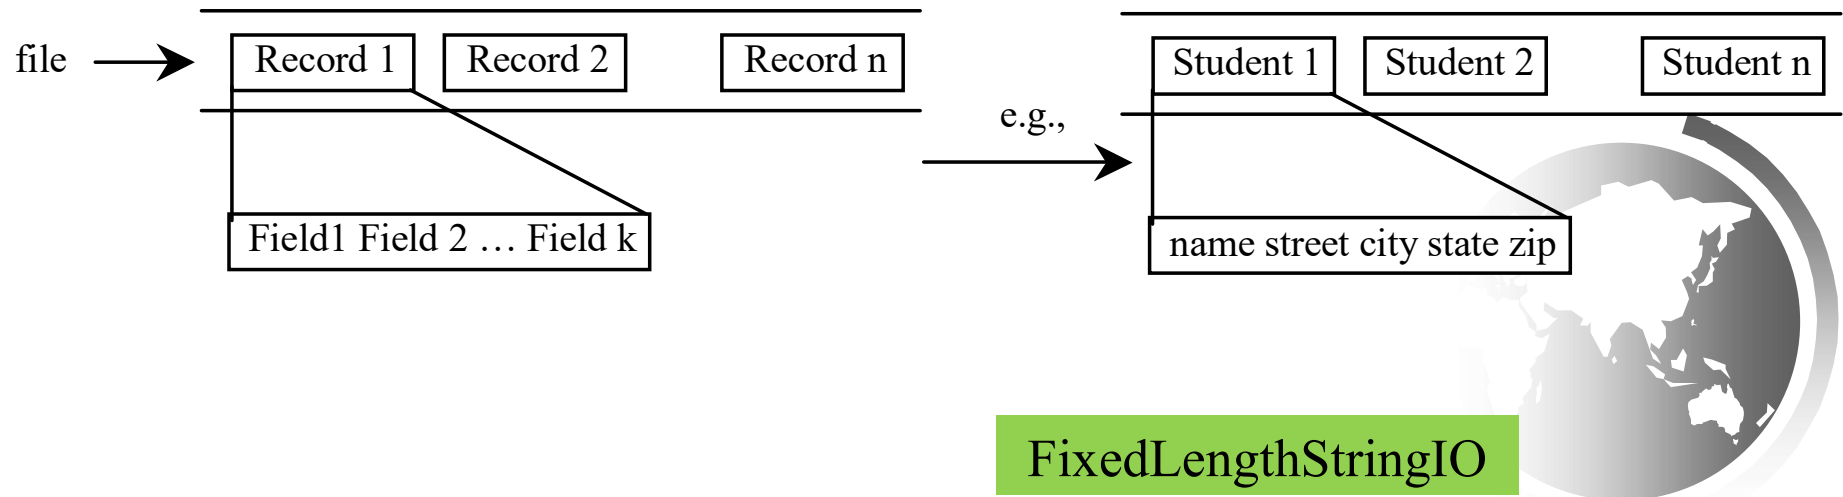 file
Record 1
Record 2
Record n
Field1 Field 2 … Field k
e.g.,
Student 1
Student 2
Student n
name street city state zip
FixedLengthStringIO